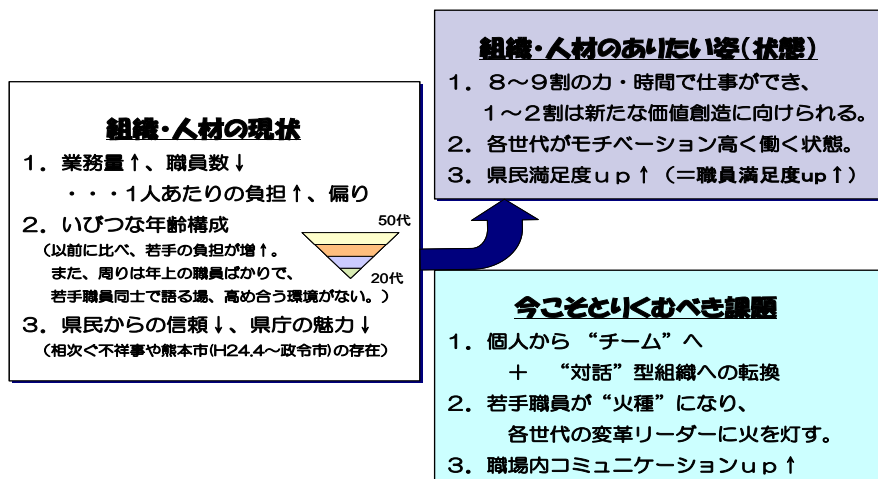 組織・人材の現状
１．業務量↑、職員数↓
・・・１人あたりの負担↑、偏り
２．いびつな年齢構成
（以前に比べ、若手の負担が増↑。
また、周りは年上の職員ばかりで、
若手職員同士で語る場、高め合う環境がない。）
50代
20代
３．県民からの信頼↓、県庁の魅力↓
（相次ぐ不祥事や熊本市(H24.4～政令市)の存在）
組織・人材のありたい姿（状態）
１．８～９割の力・時間で仕事ができ、
１～２割は新たな価値創造に向けられる。
２．各世代がモチベーション高く働く状態。
３．県民満足度ｕｐ↑（＝職員満足度up↑）
今こそとりくむべき課題
１．個人から “チーム”へ
＋ “対話”型組織への転換
２．若手職員が“火種”になり、
各世代の変革リーダーに火を灯す。
３．職場内コミュニケーションｕｐ↑